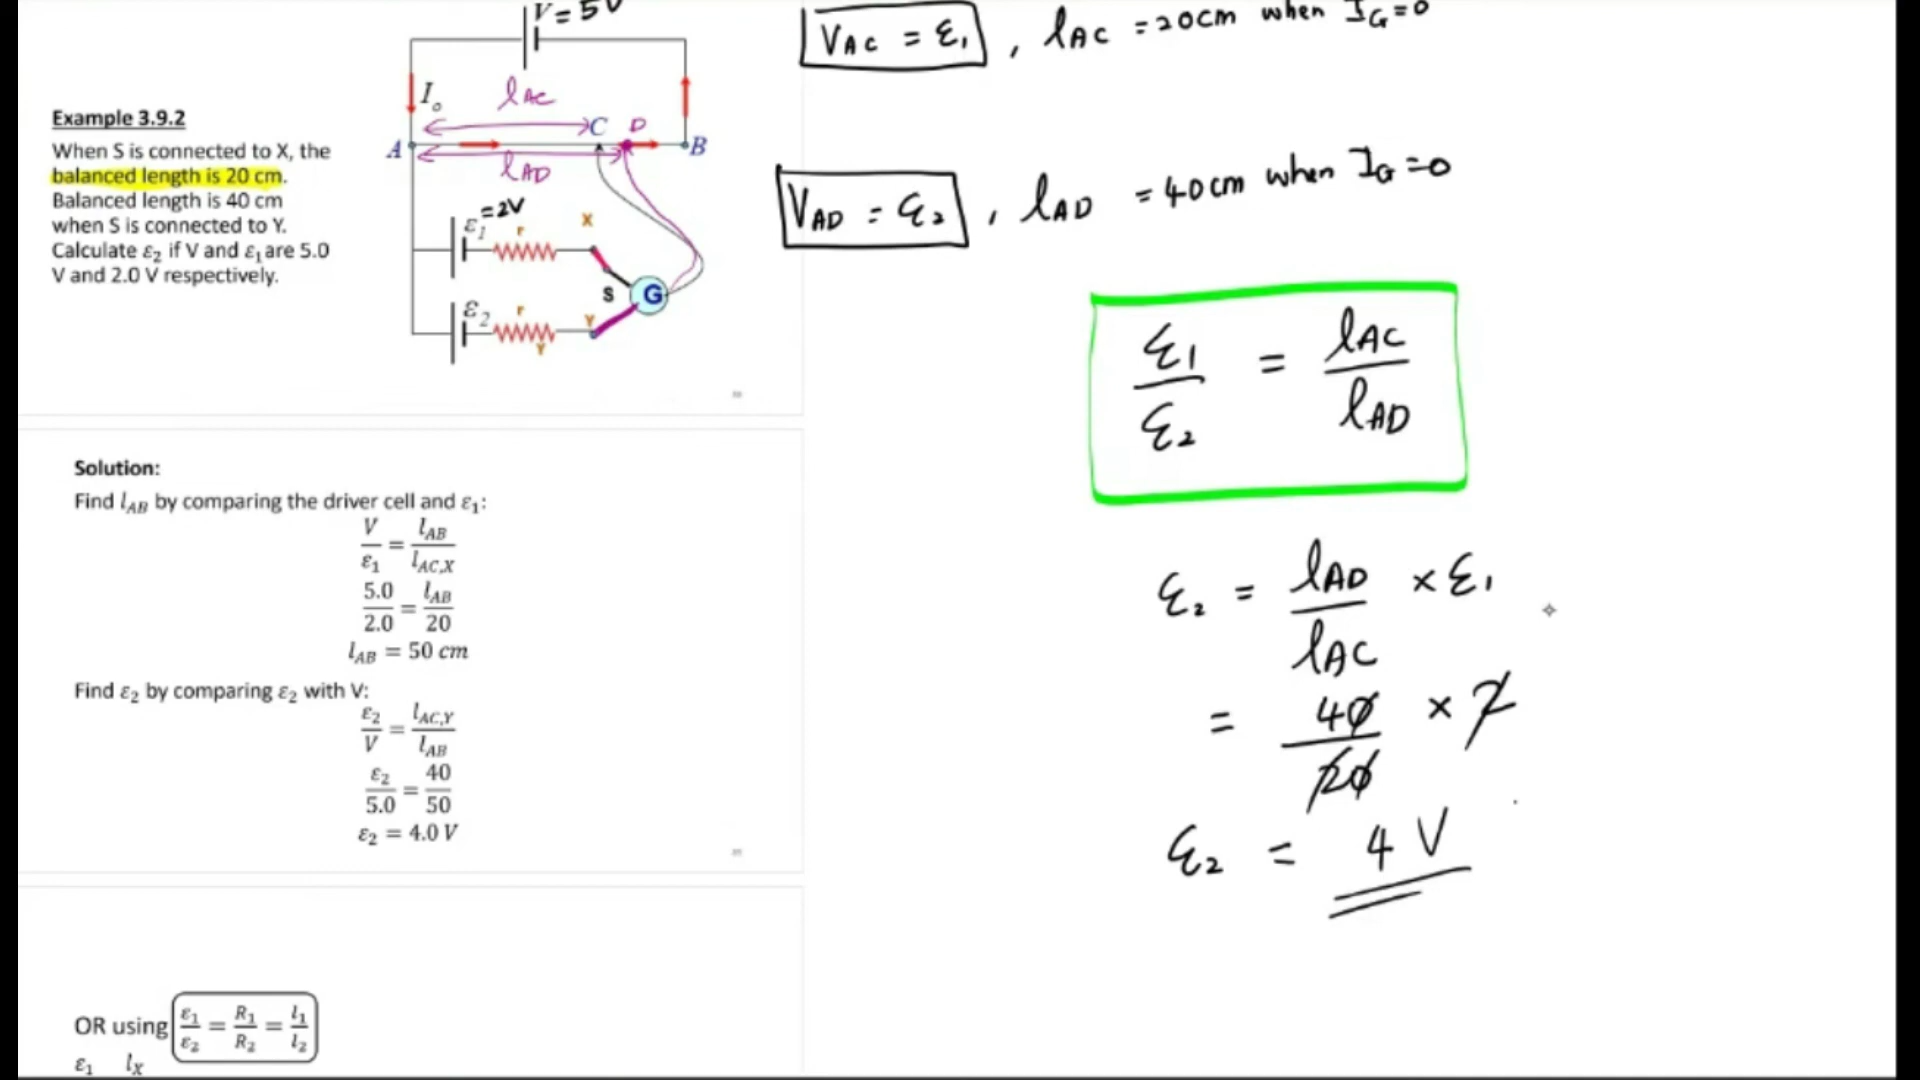 V = 5V
I₀
lAC
A
C
D
B
lAD
ε₁ = 2V
r
X
S
G
ε₂
r
Y
Y
Example 3.9.2
When S is connected to X, the
balanced length is 20 cm.
Balanced length is 40 cm
when S is connected to Y.
Calculate ε₂ if V and ε₁ are 5.0
V and 2.0 V respectively.
Solution:
Find lAB by comparing the driver cell and ε₁:
V/ε₁ = lAB/lAC,X
5.0/2.0 = lAB/20
lAB = 50 cm
Find ε₂ by comparing ε₂ with V:
ε₂/V = lAC,Y/lAB
ε₂/5.0 = 40/50
ε₂ = 4.0 V
OR using ε₁/ε₂ = R₁/R₂ = l₁/l₂
ε₁ lX
VAC = ε₁ , lAC = 20cm when IG = 0
VAD = ε₂ , lAD = 40cm when IG = 0
ε₁/ε₂ = lAC/lAD
ε₂ = lAD/lAC × ε₁
= 40/20 × 2
ε₂ = 4 V